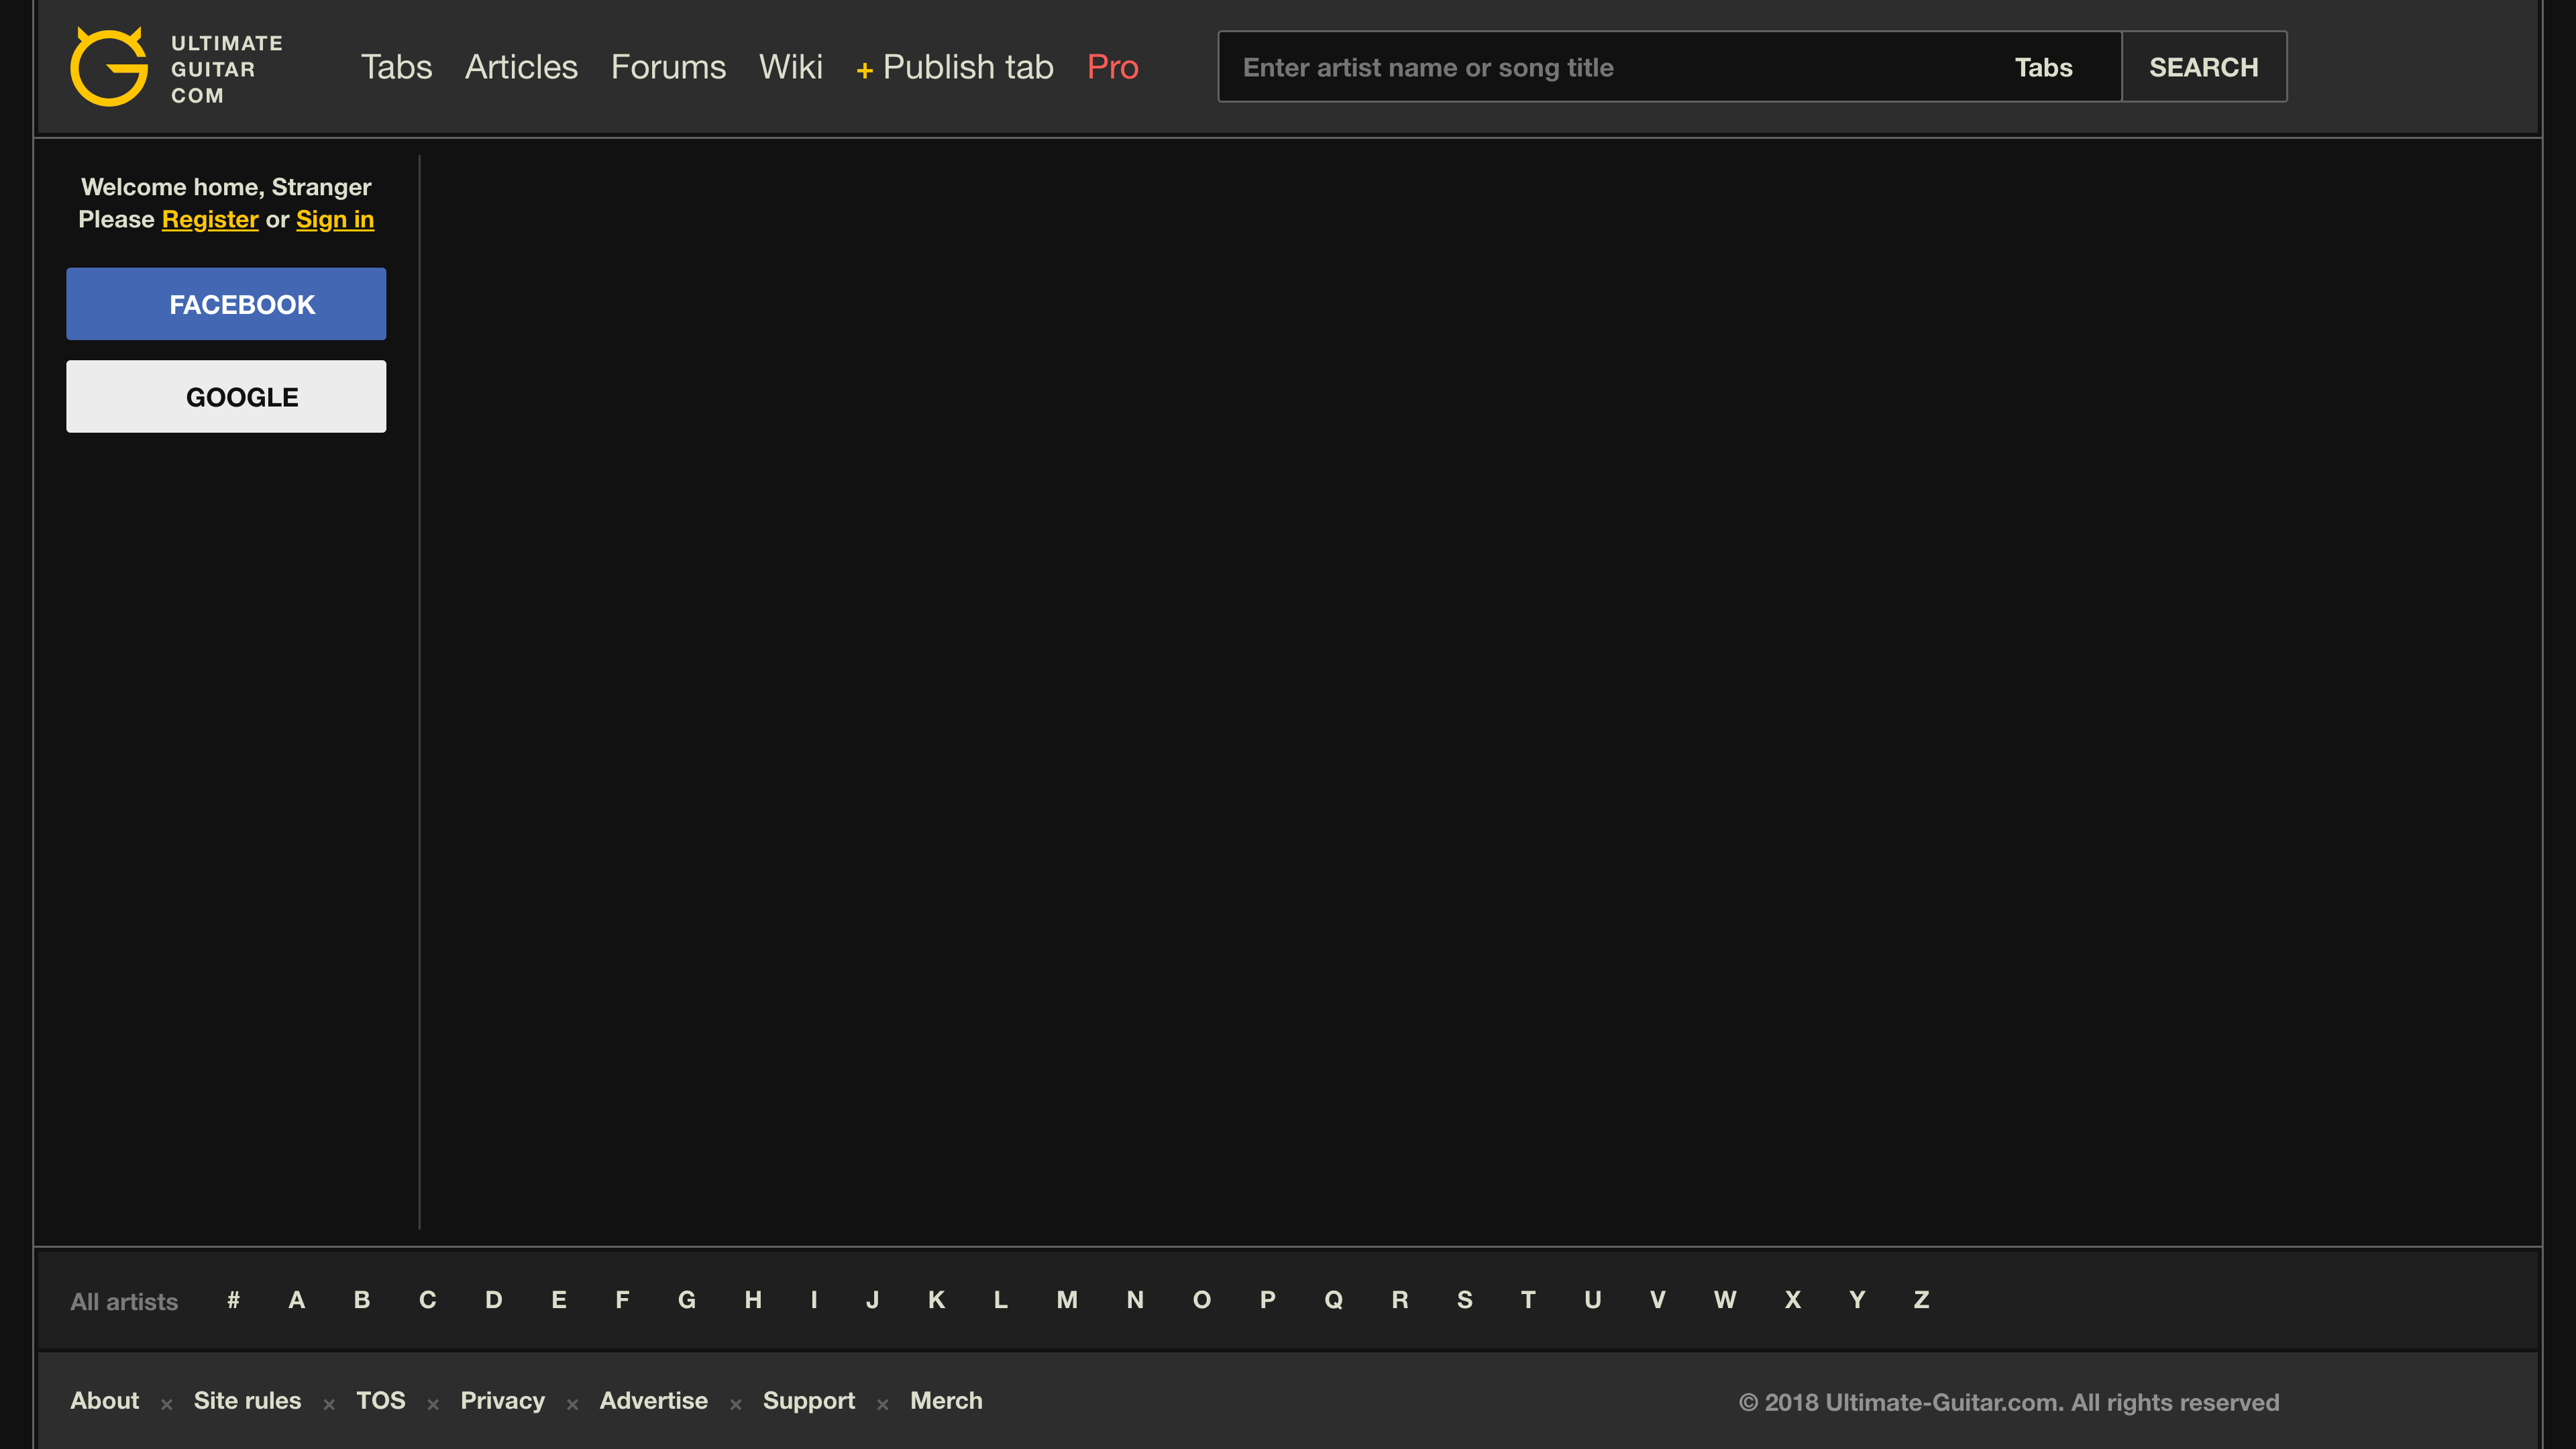 ULTIMATE
GUITAR
COM
Tabs Articles Forums Wiki + Publish tab Pro
Enter artist name or song title Tabs SEARCH
Welcome home, Stranger
Please Register or Sign in
FACEBOOK
GOOGLE
All artists # A B C D E F G H I J K L M N O P Q R S T U V W X Y Z
About × Site rules × TOS × Privacy × Advertise × Support × Merch
© 2018 Ultimate-Guitar.com. All rights reserved